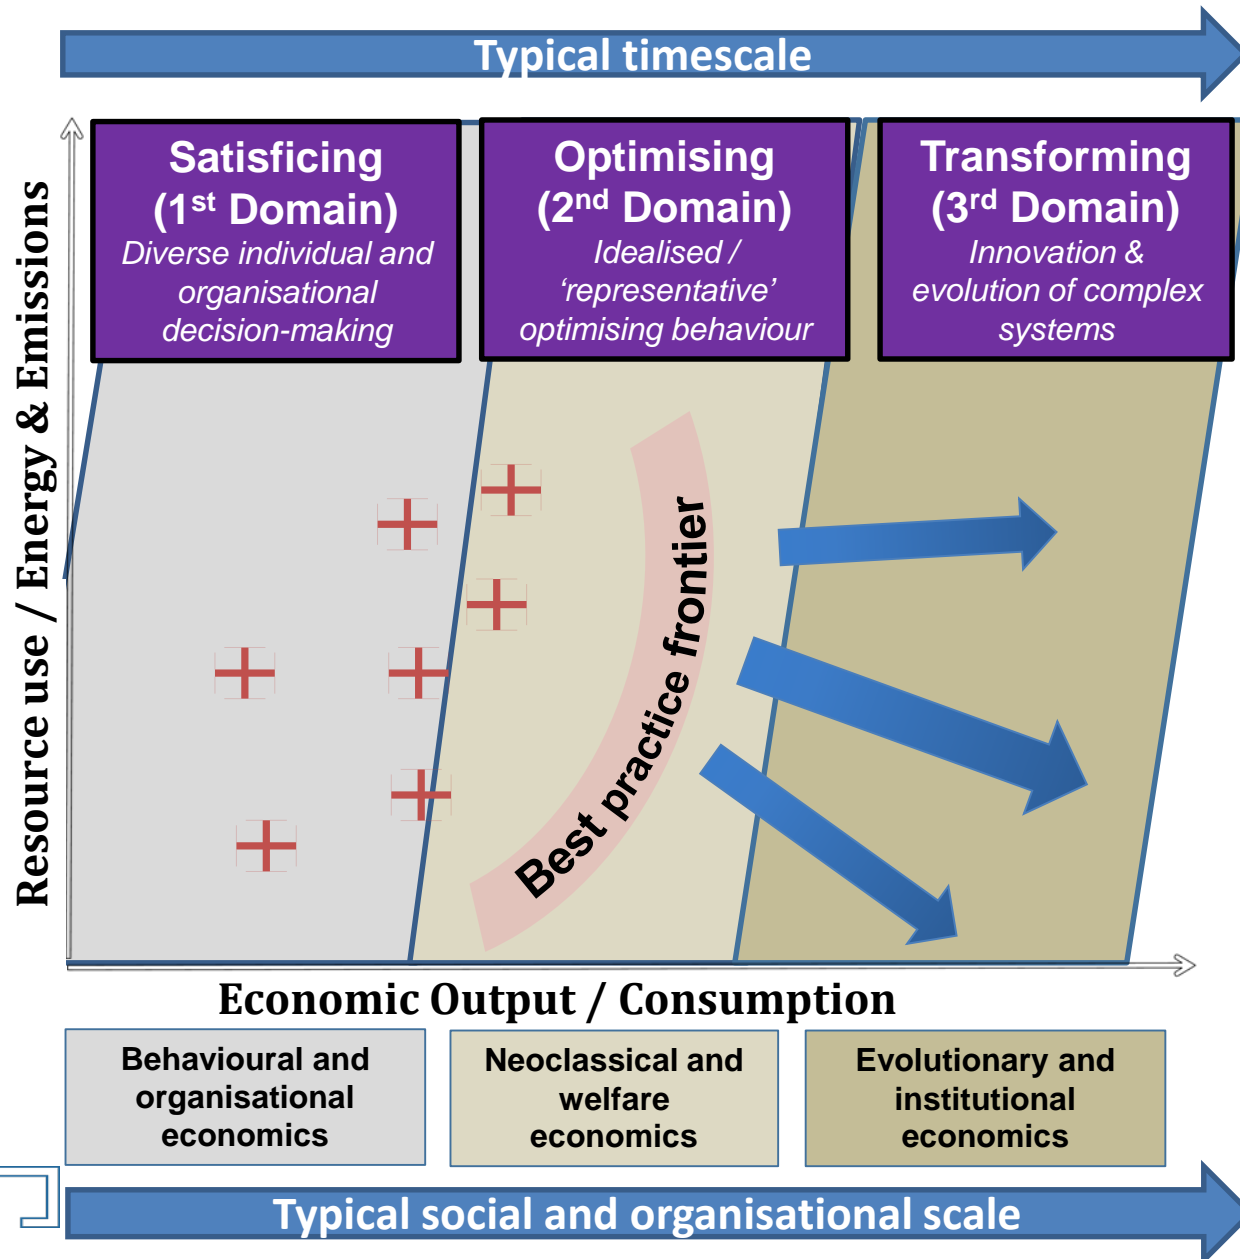 Typical timescale
Satisficing
(1st Domain)
Diverse individual and
organisational
decision-making
Optimising
(2nd Domain)
Idealised /
‘representative’
optimising behaviour
Transforming
(3rd Domain)
Innovation &
evolution of complex
systems
Resource use / Energy & Emissions
Best practice frontier
Economic Output / Consumption
Behavioural and
organisational
economics
Neoclassical and
welfare
economics
Evolutionary and
institutional
economics
Typical social and organisational scale